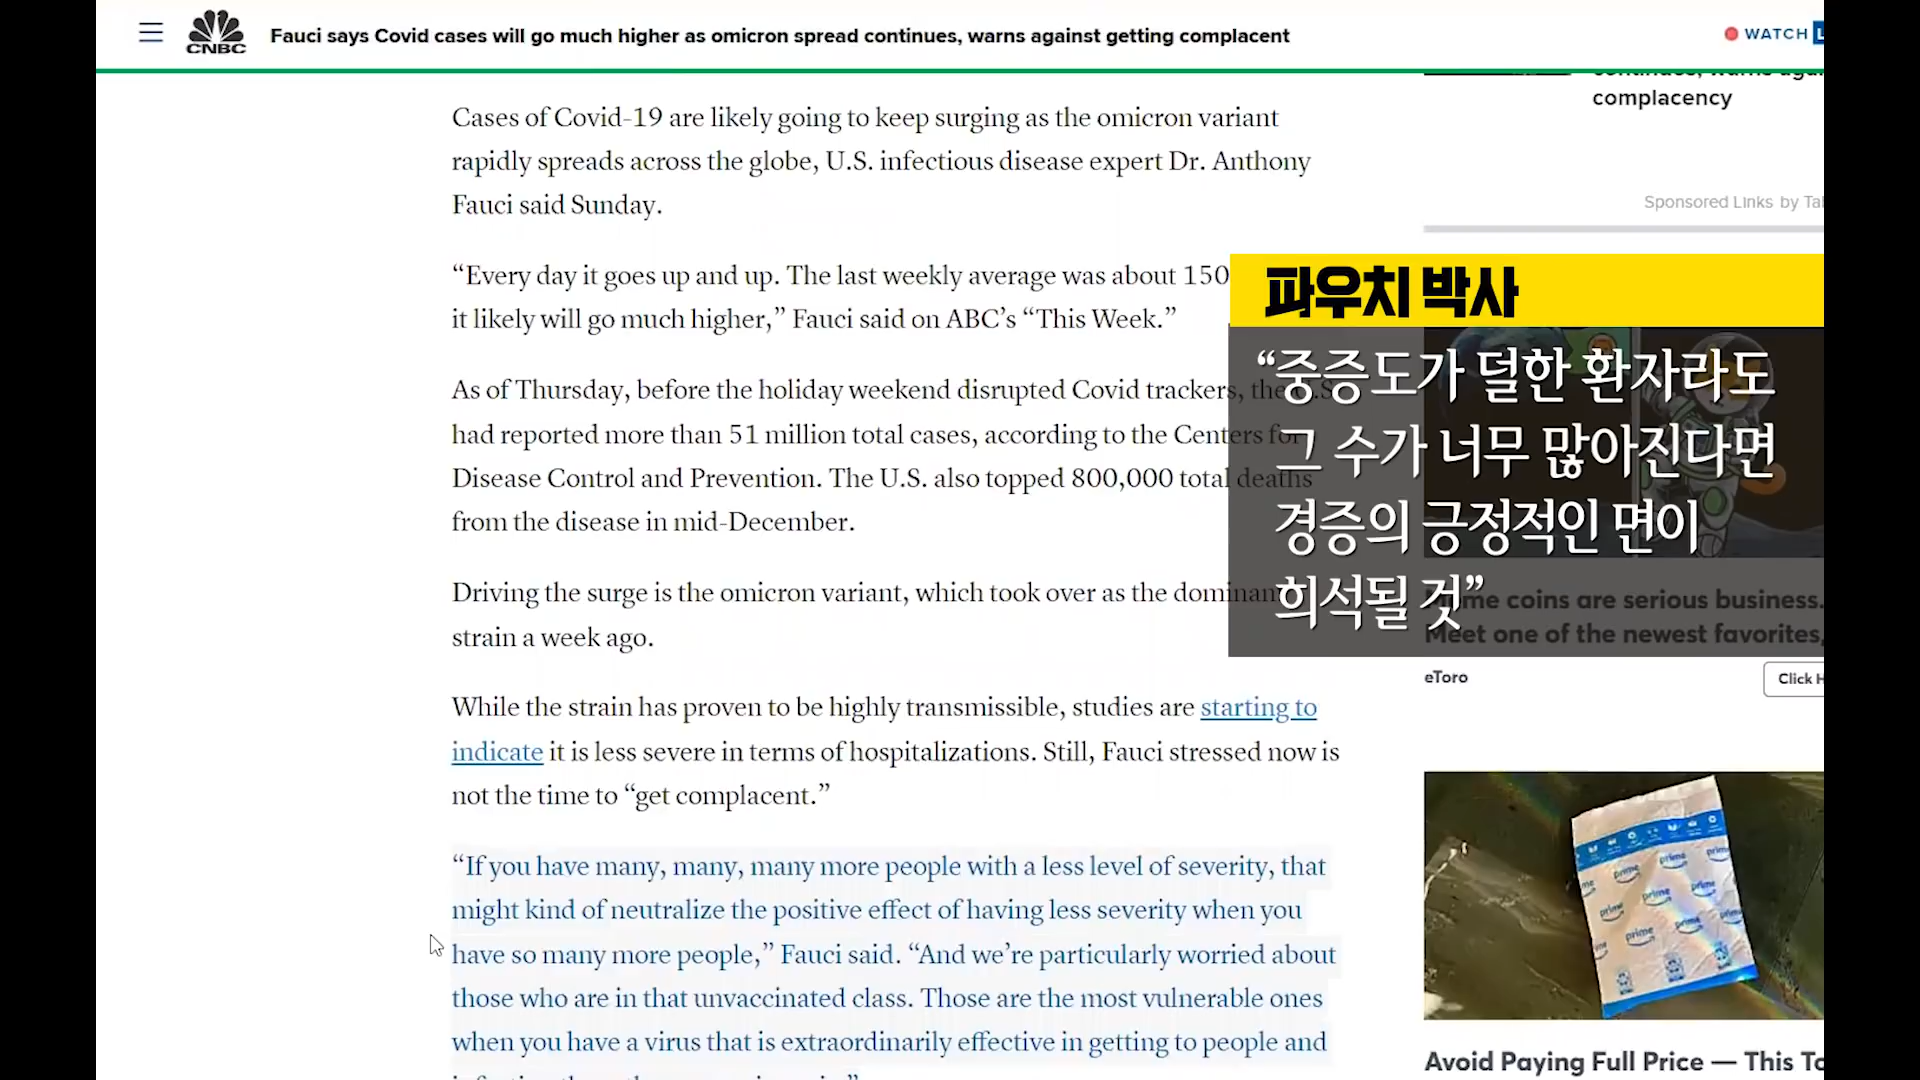 CNBC
Fauci says Covid cases will go much higher as omicron spread continues, warns against getting complacent
WATCH
complacency
Cases of Covid-19 are likely going to keep surging as the omicron variant
rapidly spreads across the globe, U.S. infectious disease expert Dr. Anthony
Fauci said Sunday.
Sponsored Links by
“Every day it goes up and up. The last weekly average was about 150
it likely will go much higher,” Fauci said on ABC’s “This Week.”
As of Thursday, before the holiday weekend disrupted Covid trackers, the U.S.
had reported more than 51 million total cases, according to the Centers for
Disease Control and Prevention. The U.S. also topped 800,000 total deaths
from the disease in mid-December.
Driving the surge is the omicron variant, which took over as the dominant
strain a week ago.
While the strain has proven to be highly transmissible, studies are starting to
indicate it is less severe in terms of hospitalizations. Still, Fauci stressed now is
not the time to “get complacent.”
“If you have many, many, many more people with a less level of severity, that
might kind of neutralize the positive effect of having less severity when you
have so many more people,” Fauci said. “And we’re particularly worried about
those who are in that unvaccinated class. Those are the most vulnerable ones
when you have a virus that is extraordinarily effective in getting to people and
파우치 박사
“중증도가 덜한 환자라도
그 수가 너무 많아진다면
경증의 긍정적인 면이
희석될 것”
coins are serious business.
Meet one of the newest favorites,
eToro
Click
prime
Avoid Paying Full Price — This